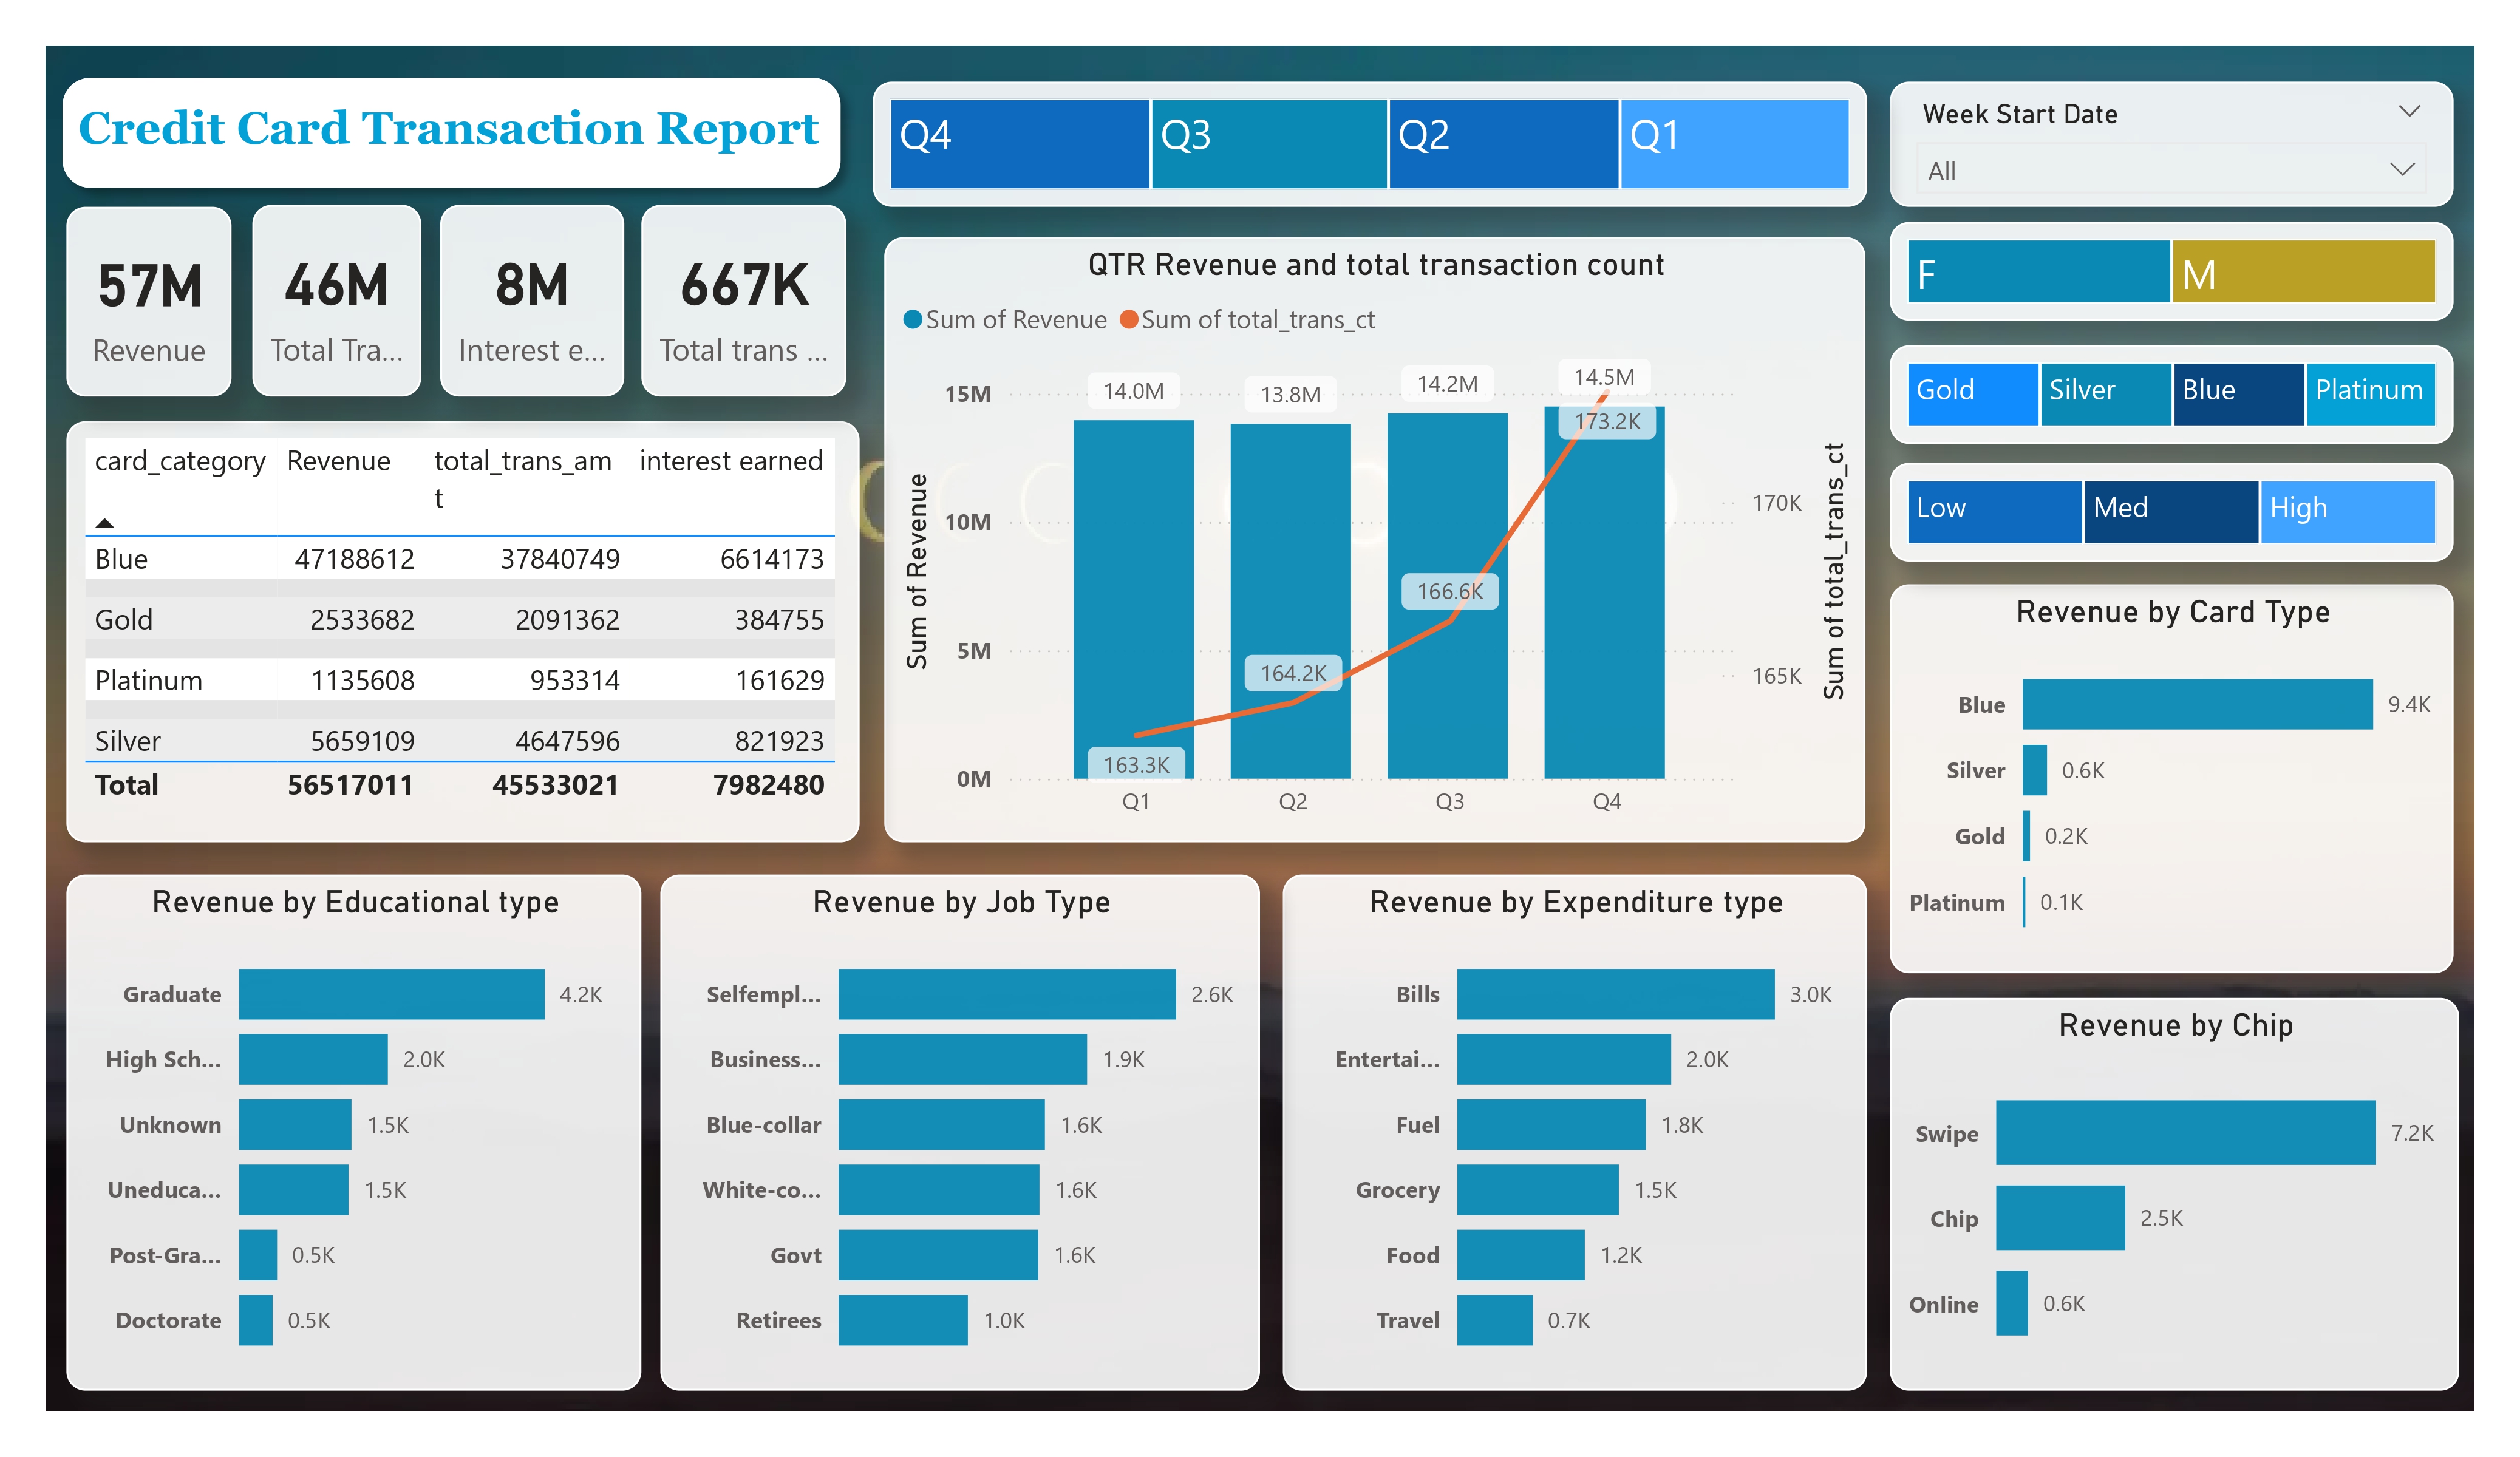 Credit Card Transaction Report
Q4 Q3 Q2 Q1
Week Start Date
All
57M
Revenue
46M
Total Tra...
8M
Interest e...
667K
Total trans ...
F M
Gold Silver Blue Platinum
Low Med High
card_category Revenue total_trans_am interest earned
t
Blue 47188612 37840749 6614173
Gold 2533682 2091362 384755
Platinum 1135608 953314 161629
Silver 5659109 4647596 821923
Total 56517011 45533021 7982480
QTR Revenue and total transaction count
Sum of Revenue Sum of total_trans_ct
Sum of Revenue
15M
10M
5M
0M
14.0M 13.8M 14.2M 14.5M
163.3K 164.2K 166.6K 173.2K
Q1 Q2 Q3 Q4
170K
165K
Sum of total_trans_ct
Revenue by Card Type
Blue 9.4K
Silver 0.6K
Gold 0.2K
Platinum 0.1K
Revenue by Educational type
Graduate 4.2K
High Sch... 2.0K
Unknown 1.5K
Uneduca... 1.5K
Post-Gra... 0.5K
Doctorate 0.5K
Revenue by Job Type
Selfempl... 2.6K
Business... 1.9K
Blue-collar 1.6K
White-co... 1.6K
Govt 1.6K
Retirees 1.0K
Revenue by Expenditure type
Bills 3.0K
Entertai... 2.0K
Fuel 1.8K
Grocery 1.5K
Food 1.2K
Travel 0.7K
Revenue by Chip
Swipe 7.2K
Chip 2.5K
Online 0.6K